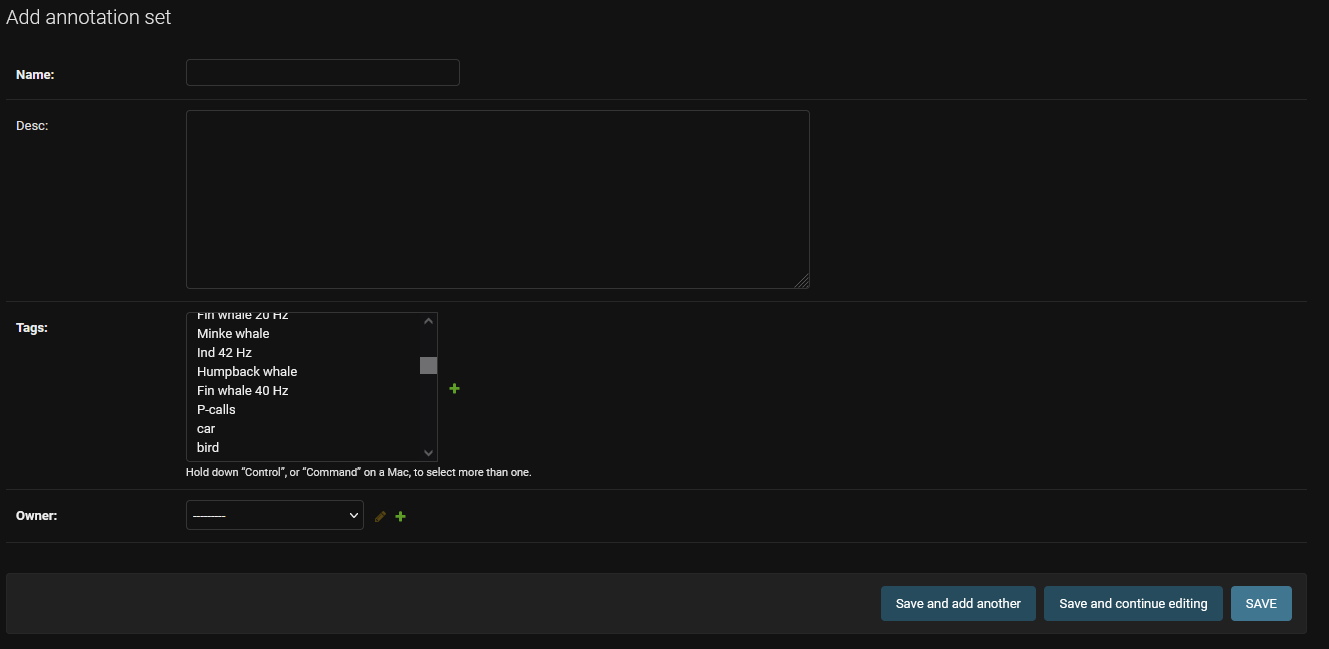 Add annotation set
Name:
Desc:
Tags:
Fin whale 20 Hz
Minke whale
Ind 42 Hz
Humpback whale
Fin whale 40 Hz
P-calls
car
bird
Hold down “Control”, or “Command” on a Mac, to select more than one.
Owner:
---------
Save and add another
Save and continue editing
SAVE